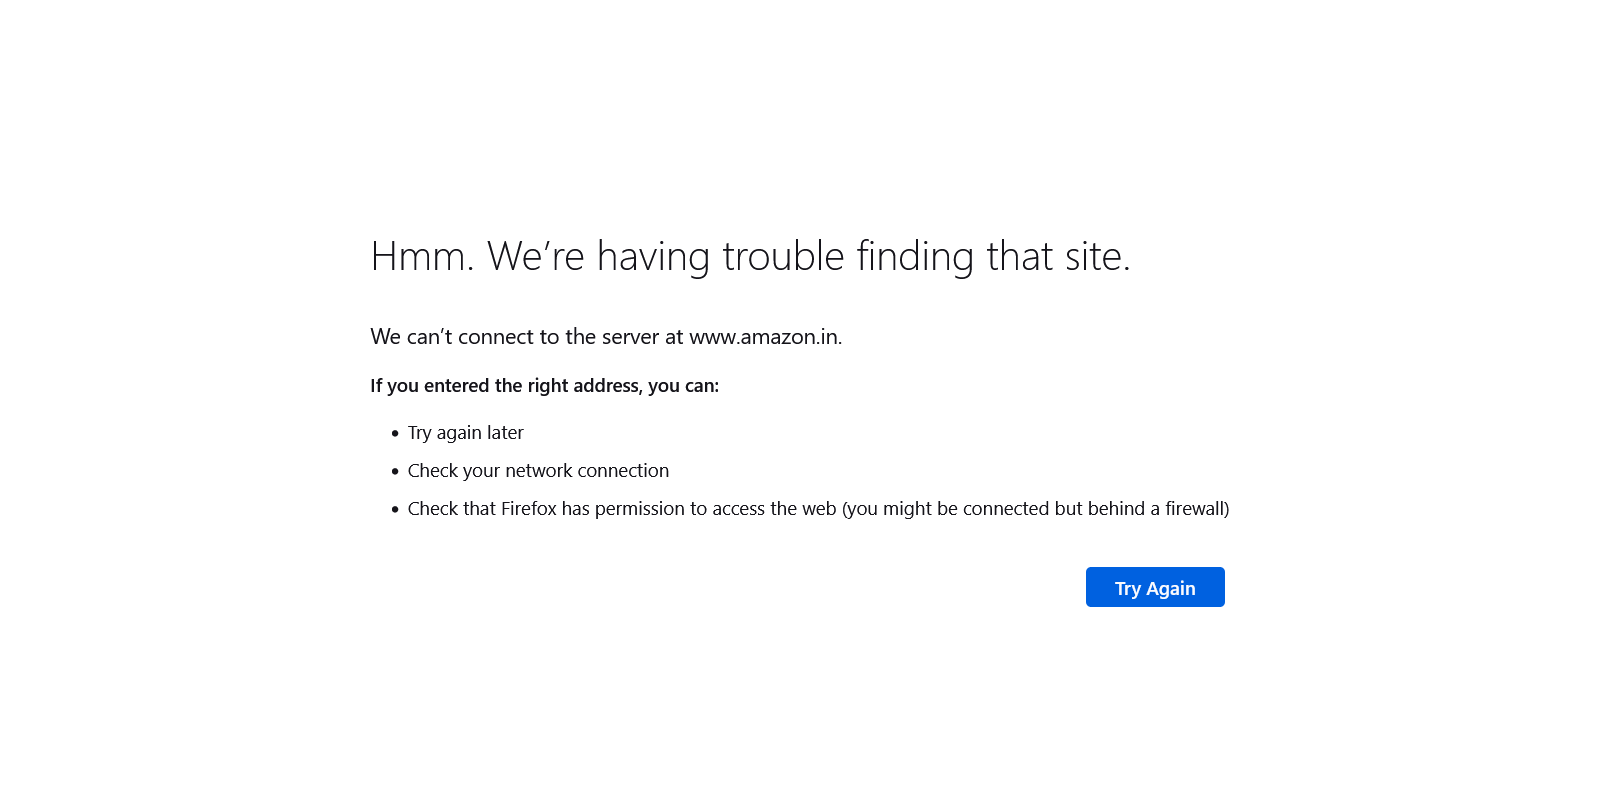 Hmm. We’re having trouble finding that site.
We can’t connect to the server at www.amazon.in.
If you entered the right address, you can:
• Try again later
• Check your network connection
• Check that Firefox has permission to access the web (you might be connected but behind a firewall)
Try Again